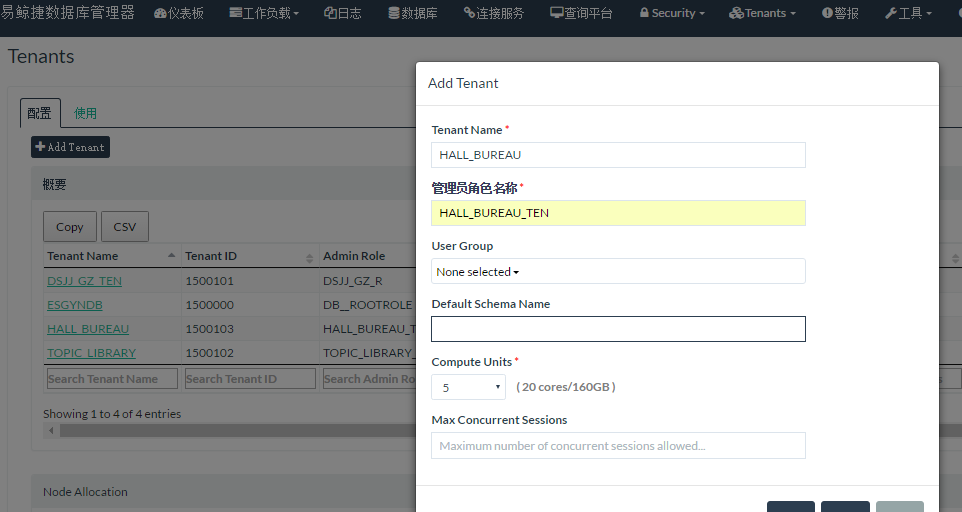 易鲸捷数据库管理器 仪表板 工作负载 日志 数据库 连接服务 查询平台 Security Tenants 警报 工具
Tenants
配置 使用
Add Tenant
概要
Copy CSV
Tenant Name Tenant ID Admin Role
DSJJ_GZ_TEN 1500101 DSJJ_GZ_R
ESGYNDB 1500000 DB__ROOTROLE
HALL_BUREAU 1500103 HALL_BUREAU_T
TOPIC_LIBRARY 1500102 TOPIC_LIBRARY_
Search Tenant Name Search Tenant ID Search Admin Ro
Showing 1 to 4 of 4 entries
Node Allocation
Add Tenant
Tenant Name *
HALL_BUREAU
管理员角色名称 *
HALL_BUREAU_TEN
User Group
None selected
Default Schema Name
Compute Units *
5 ( 20 cores/160GB )
Max Concurrent Sessions
Maximum number of concurrent sessions allowed...